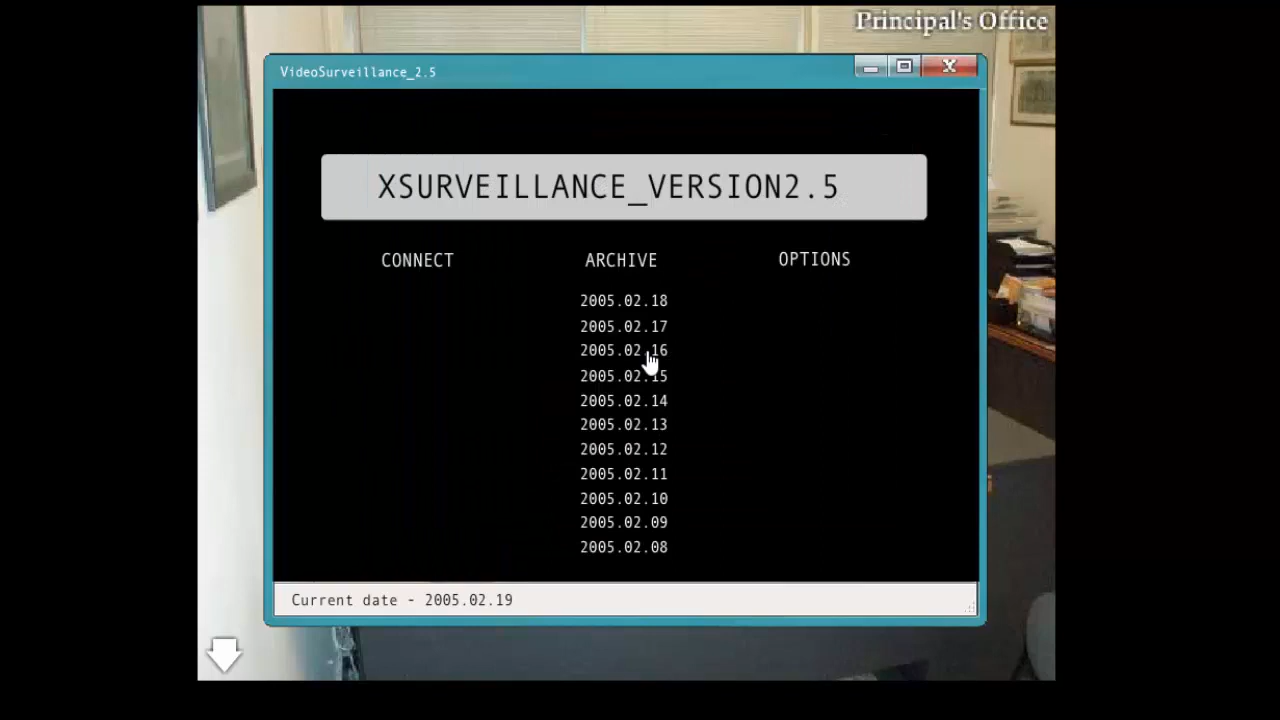 Principal's Office
VideoSurveillance_2.5
XSURVEILLANCE_VERSION2.5
CONNECT ARCHIVE OPTIONS
2005.02.18
2005.02.17
2005.02.16
2005.02.15
2005.02.14
2005.02.13
2005.02.12
2005.02.11
2005.02.10
2005.02.09
2005.02.08
Current date - 2005.02.19